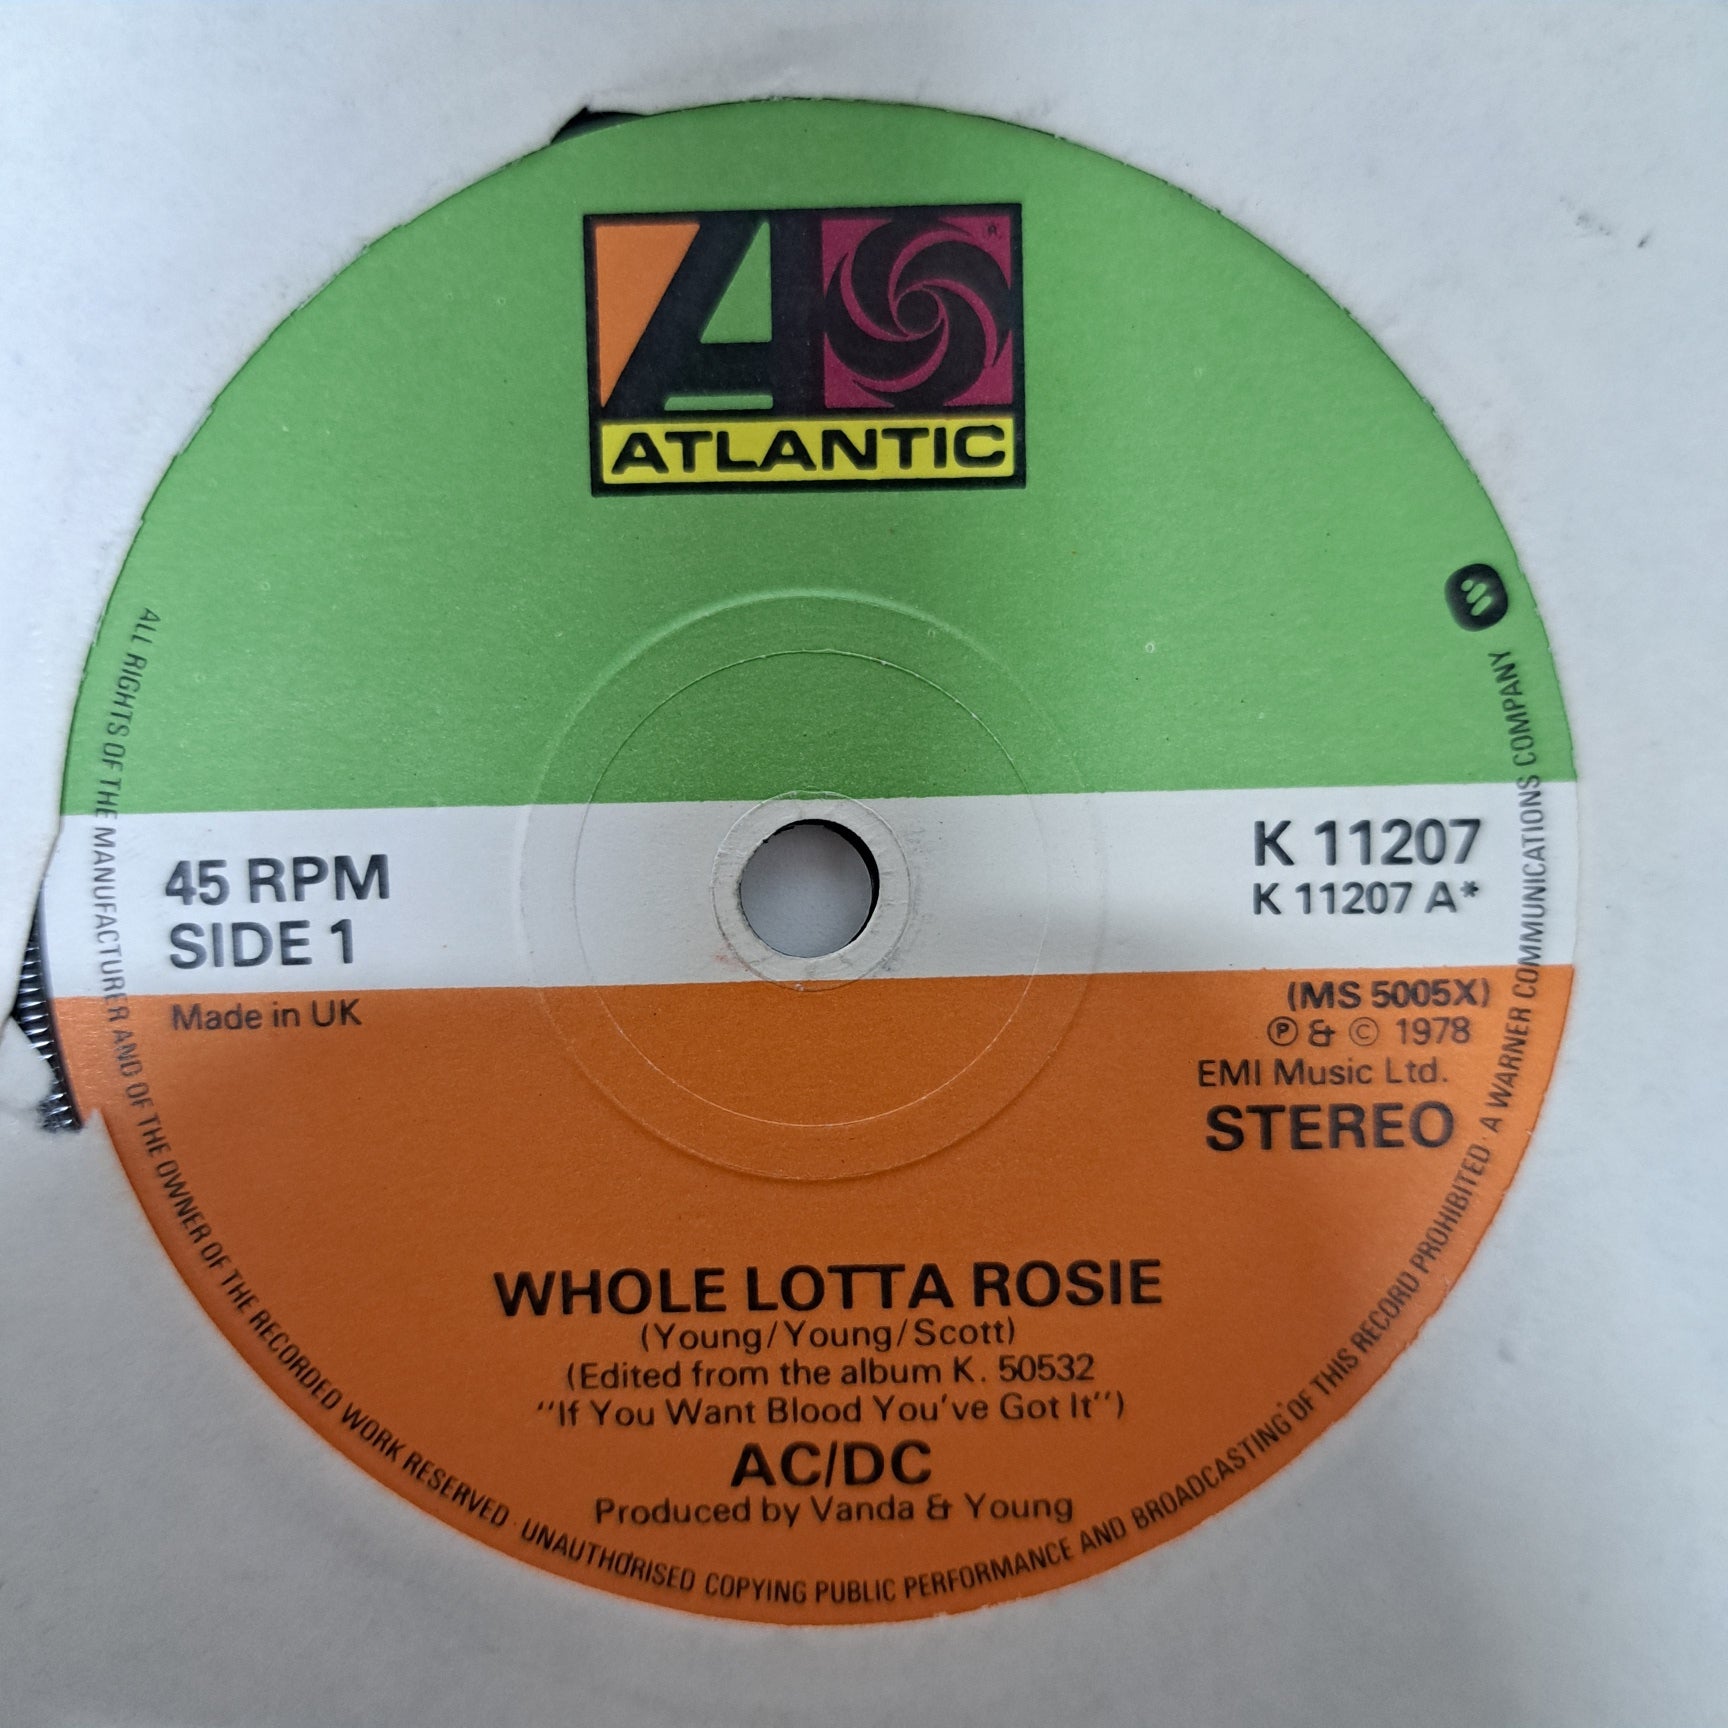 ATLANTIC
45 RPM
SIDE 1
Made in UK
K 11207
K 11207 A*
(MS 5005X)
Ⓟ & © 1978
EMI Music Ltd.
STEREO
WHOLE LOTTA ROSIE
(Young/Young/Scott)
(Edited from the album K. 50532
"If You Want Blood You've Got It")
AC/DC
Produced by Vanda & Young
ALL RIGHTS OF THE MANUFACTURER AND OF THE OWNER OF THE RECORDED WORK RESERVED · UNAUTHORISED COPYING PUBLIC PERFORMANCE AND BROADCASTING OF THIS RECORD PROHIBITED · A WARNER COMMUNICATIONS COMPANY